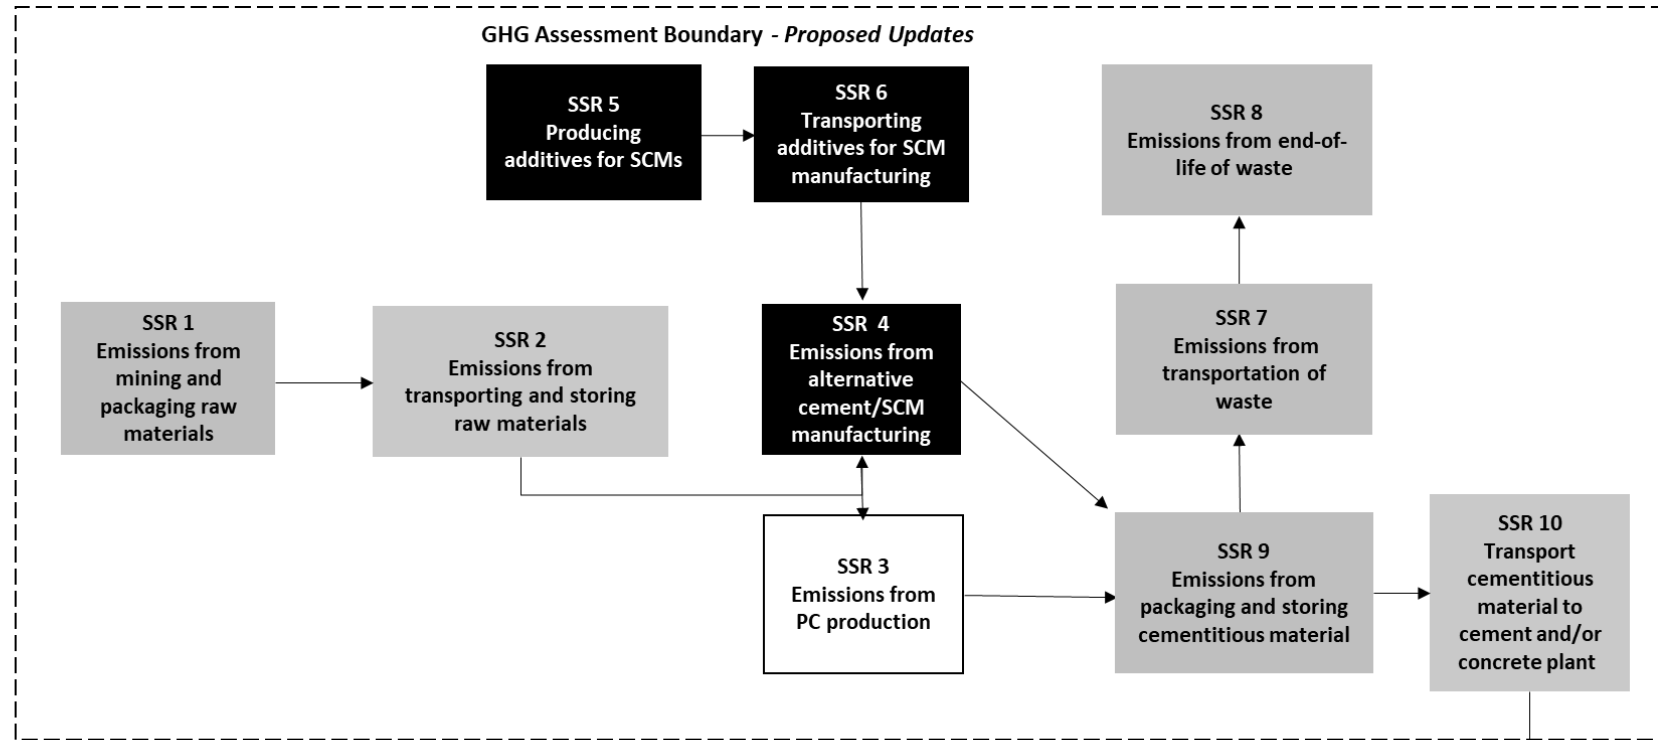 GHG Assessment Boundary - Proposed Updates
SSR 5
Producing
additives for SCMs
SSR 6
Transporting
additives for SCM
manufacturing
SSR 8
Emissions from end-of-
life of waste
SSR 1
Emissions from
mining and
packaging raw
materials
SSR 2
Emissions from
transporting and storing
raw materials
SSR 4
Emissions from
alternative
cement/SCM
manufacturing
SSR 7
Emissions from
transportation of
waste
SSR 3
Emissions from
PC production
SSR 9
Emissions from
packaging and storing
cementitious material
SSR 10
Transport
cementitious
material to
cement and/or
concrete plant